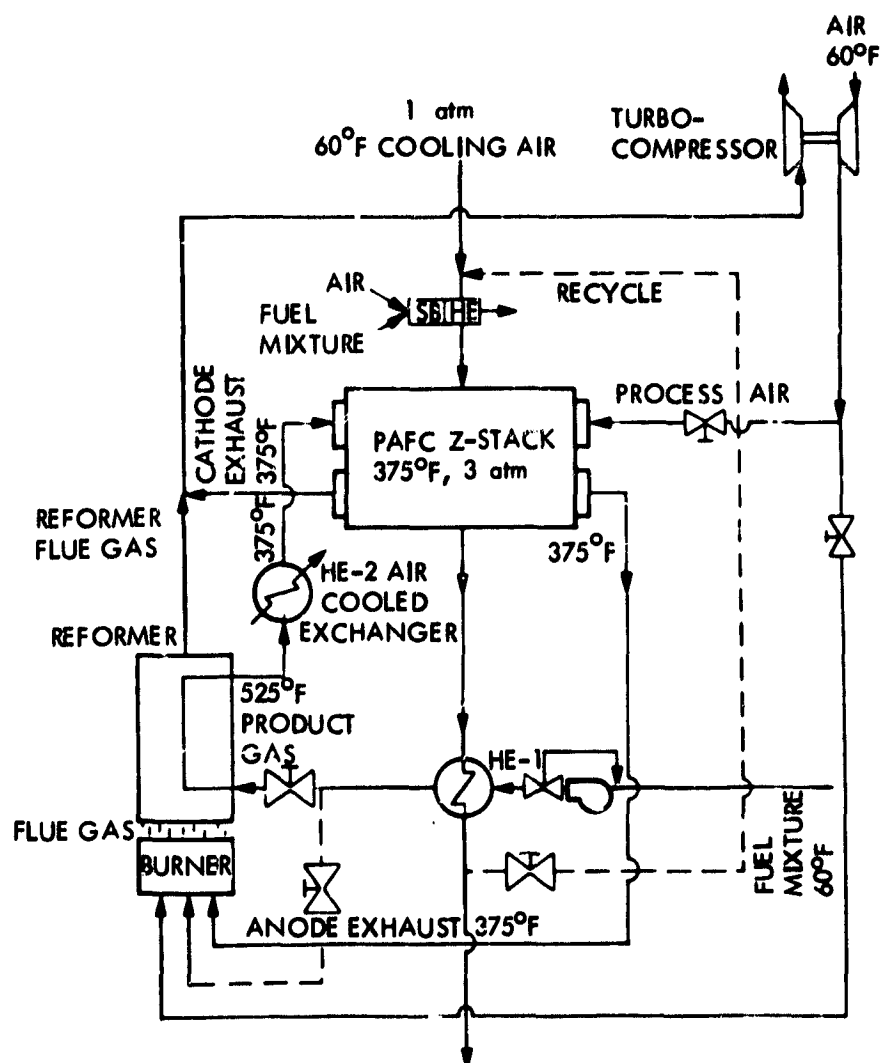 AIR
60°F
1 atm
60°F COOLING AIR
TURBO-
COMPRESSOR
AIR
FUEL
MIXTURE
SB HE
RECYCLE
CATHODE
EXHAUST
375°F 375°F
PAFC Z-STACK
375°F, 3 atm
PROCESS AIR
REFORMER
FLUE GAS
375°F
HE-2 AIR
COOLED
EXCHANGER
REFORMER
525°F
PRODUCT
GAS
HE-1
FUEL
MIXTURE
60°F
FLUE GAS
BURNER
ANODE EXHAUST 375°F